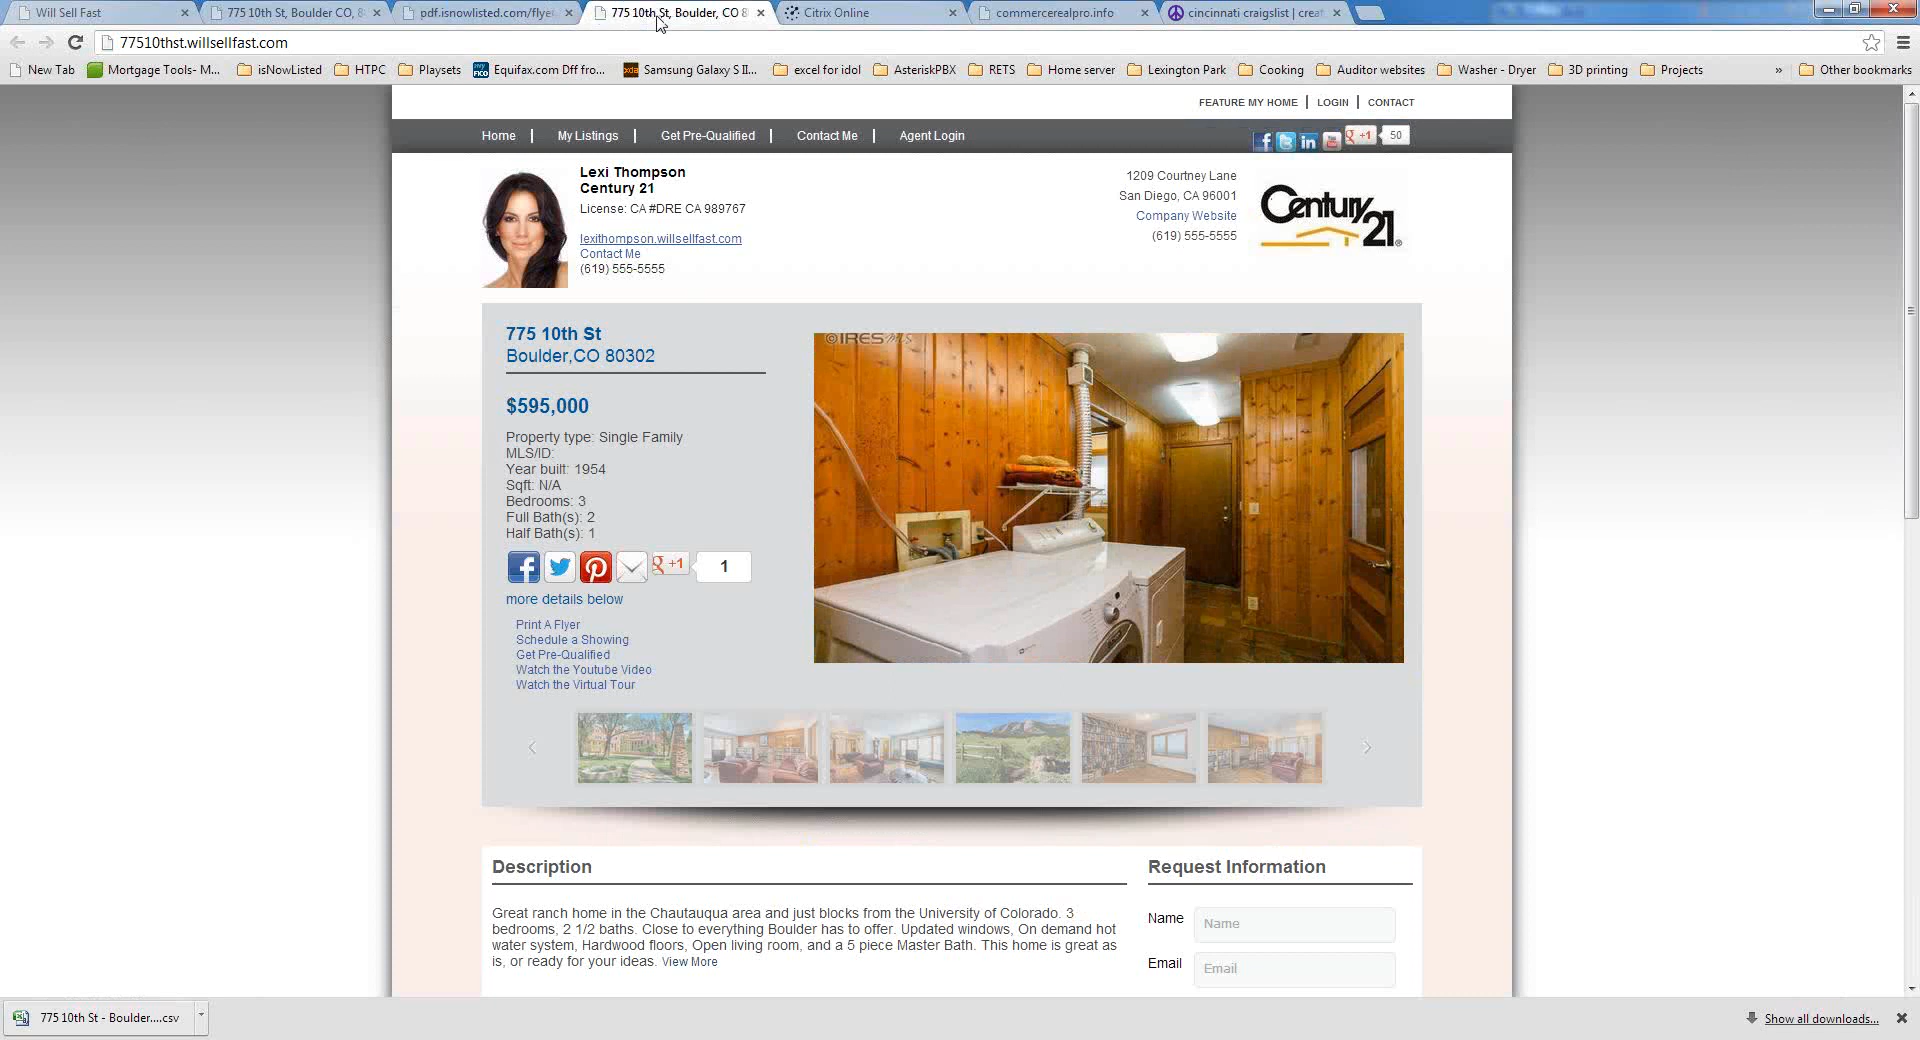 Will Sell Fast
775 10th St, Boulder CO, 8
pdf.isnowlisted.com/flye
775 10th St, Boulder, CO 8
Citrix Online
commercerealpro.info
cincinnati craigslist | crea
77510thst.willsellfast.com
New Tab
Mortgage Tools- M...
isNowListed
HTPC
Playsets
my FICO
Equifax.com Dff fro...
xda
Samsung Galaxy S II...
excel for idol
AsteriskPBX
RETS
Home server
Lexington Park
Cooking
Auditor websites
Washer - Dryer
3D printing
Projects
»
Other bookmarks
FEATURE MY HOME | LOGIN | CONTACT
Home | My Listings | Get Pre-Qualified | Contact Me | Agent Login
g +1 50
Lexi Thompson
Century 21
License: CA #DRE CA 989767
lexithompson.willsellfast.com
Contact Me
(619) 555-5555
1209 Courtney Lane
San Diego, CA 96001
Company Website
(619) 555-5555
Century 21®
775 10th St
Boulder,CO 80302
$595,000
Property type: Single Family
MLS/ID:
Year built: 1954
Sqft: N/A
Bedrooms: 3
Full Bath(s): 2
Half Bath(s): 1
g +1 1
more details below
Print A Flyer
Schedule a Showing
Get Pre-Qualified
Watch the Youtube Video
Watch the Virtual Tour
©IRES MLS
Description
Great ranch home in the Chautauqua area and just blocks from the University of Colorado. 3
bedrooms, 2 1/2 baths. Close to everything Boulder has to offer. Updated windows, On demand hot
water system, Hardwood floors, Open living room, and a 5 piece Master Bath. This home is great as
is, or ready for your ideas. View More
Request Information
Name
Name
Email
Email
775 10th St - Boulder....csv
Show all downloads...